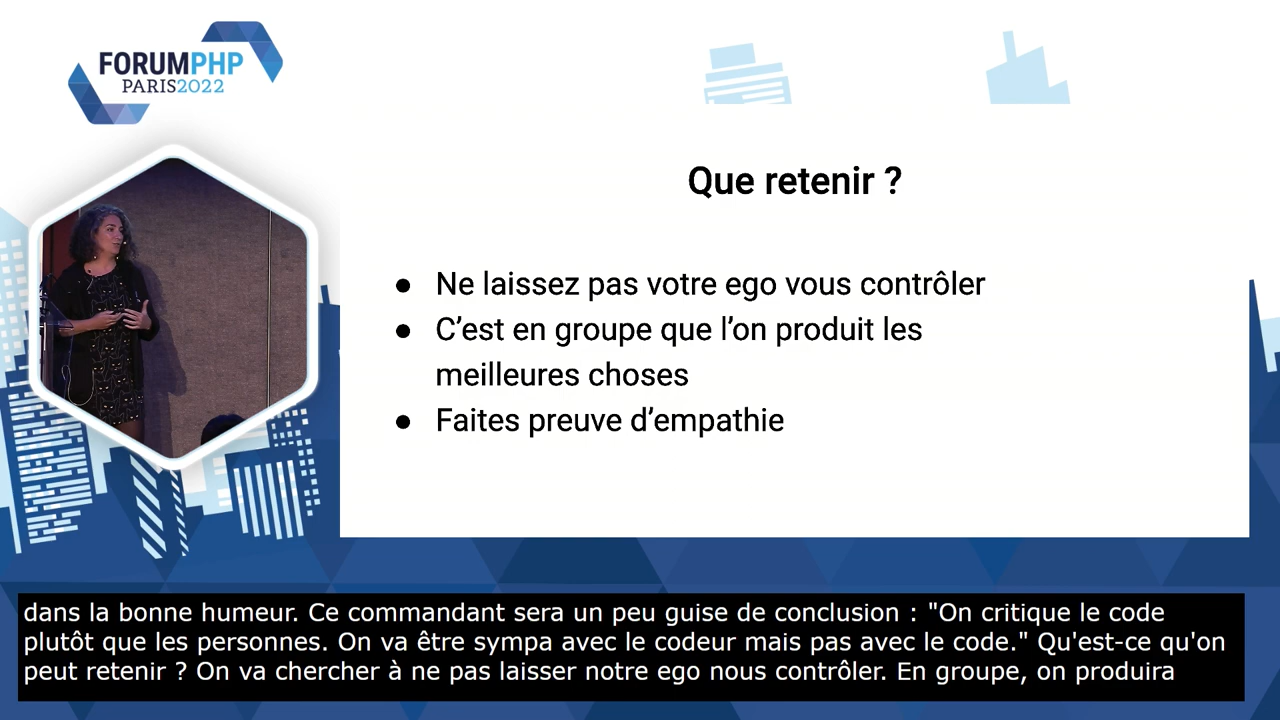 FORUMPHP
PARIS2022
Que retenir ?
● Ne laissez pas votre ego vous contrôler
● C’est en groupe que l’on produit les
meilleures choses
● Faites preuve d’empathie
dans la bonne humeur. Ce commandant sera un peu guise de conclusion : "On critique le code
plutôt que les personnes. On va être sympa avec le codeur mais pas avec le code." Qu'est-ce qu'on
peut retenir ? On va chercher à ne pas laisser notre ego nous contrôler. En groupe, on produira